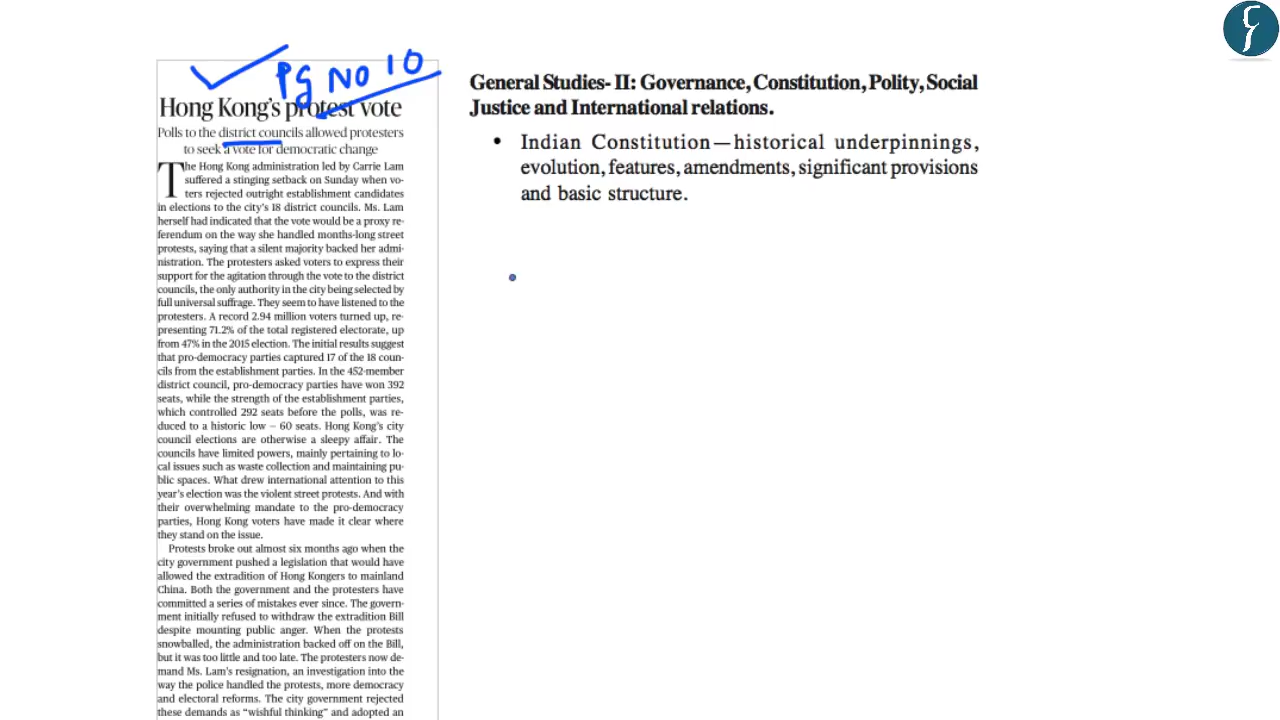 Pg NO 10
Hong Kong's protest vote
Polls to the district councils allowed protesters
to seek a vote for democratic change
The Hong Kong administration led by Carrie Lam
suffered a stinging setback on Sunday when vo-
ters rejected outright establishment candidates
in elections to the city's 18 district councils. Ms. Lam
herself had indicated that the vote would be a proxy re-
ferendum on the way she handled months-long street
protests, saying that a silent majority backed her admi-
nistration. The protesters asked voters to express their
support for the agitation through the vote to the district
councils, the only authority in the city being selected by
full universal suffrage. They seem to have listened to the
protesters. A record 2.94 million voters turned up, re-
presenting 71.2% of the total registered electorate, up
from 47% in the 2015 election. The initial results suggest
that pro-democracy parties captured 17 of the 18 coun-
cils from the establishment parties. In the 452-member
district council, pro-democracy parties have won 392
seats, while the strength of the establishment parties,
which controlled 292 seats before the polls, was re-
duced to a historic low – 60 seats. Hong Kong's city
council elections are otherwise a sleepy affair. The
councils have limited powers, mainly pertaining to lo-
cal issues such as waste collection and maintaining pu-
blic spaces. What drew international attention to this
year's election was the violent street protests. And with
their overwhelming mandate to the pro-democracy
parties, Hong Kong voters have made it clear where
they stand on the issue.
Protests broke out almost six months ago when the
city government pushed a legislation that would have
allowed the extradition of Hong Kongers to mainland
China. Both the government and the protesters have
committed a series of mistakes ever since. The govern-
ment initially refused to withdraw the extradition Bill
despite mounting public anger. When the protests
snowballed, the administration backed off on the Bill,
but it was too little and too late. The protesters now de-
mand Ms. Lam's resignation, an investigation into the
way the police handled the protests, more democracy
and electoral reforms. The city government rejected
these demands as "wishful thinking" and adopted an
General Studies- II: Governance, Constitution, Polity, Social
Justice and International relations.
• Indian Constitution—historical underpinnings,
evolution, features, amendments, significant provisions
and basic structure.